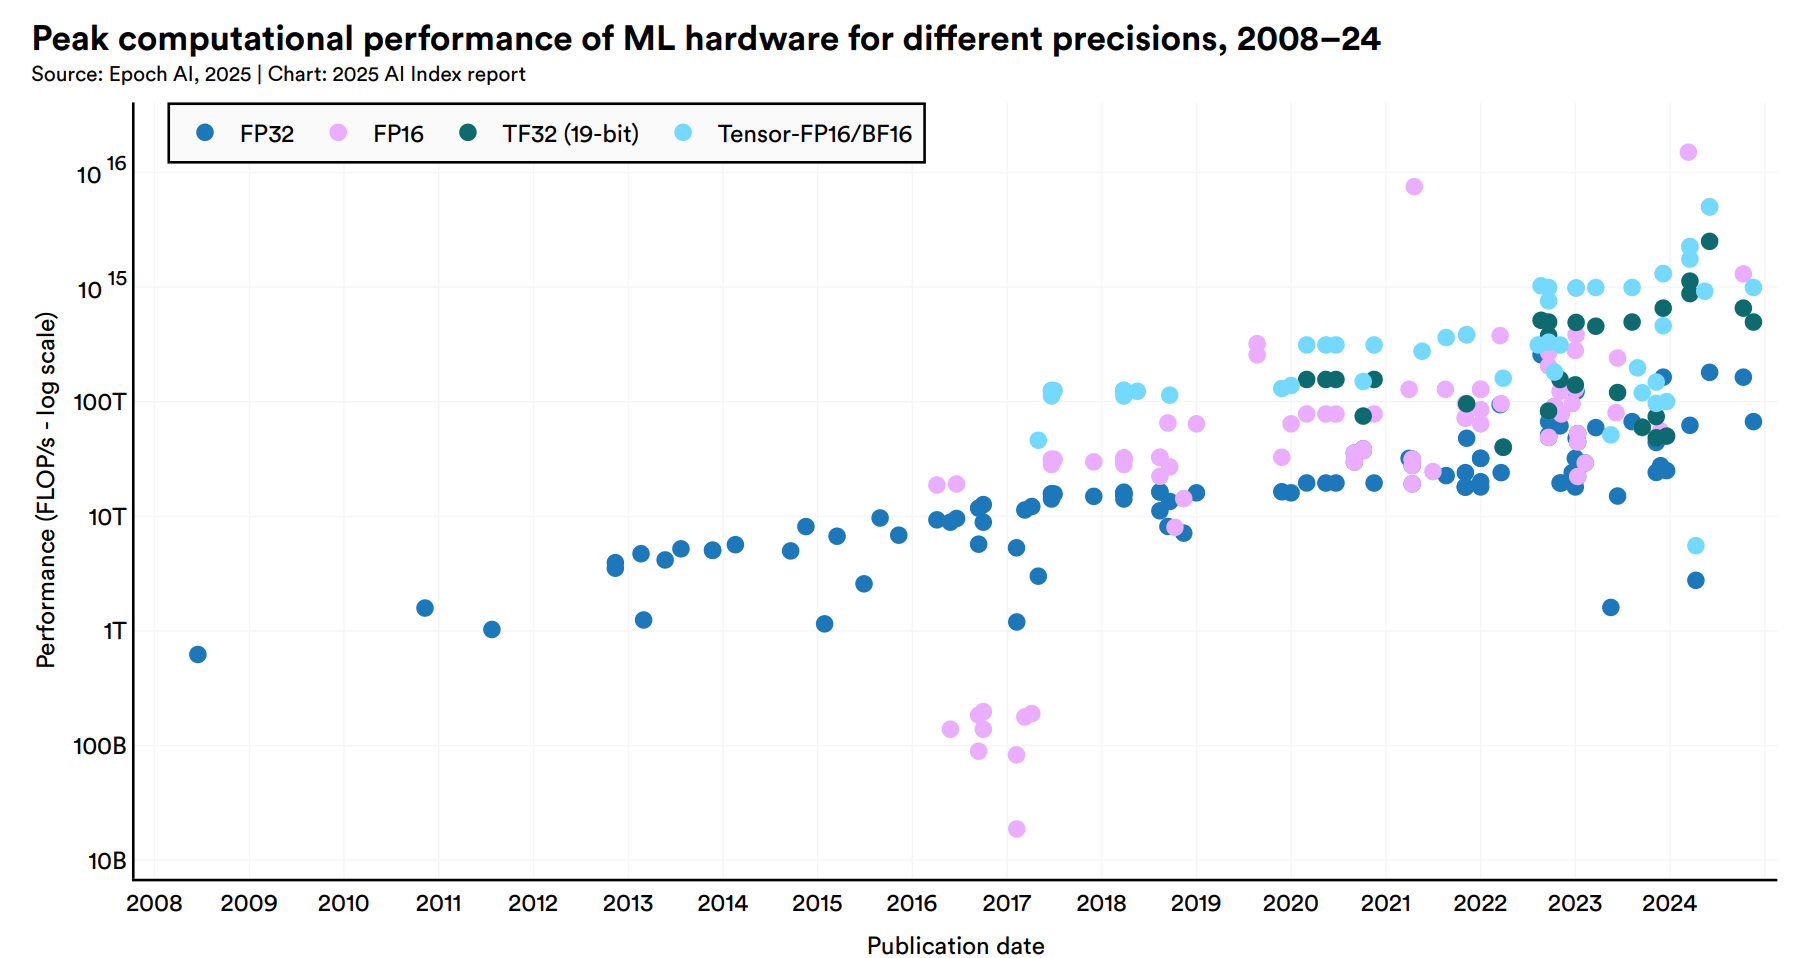 Peak computational performance of ML hardware for different precisions, 2008–24
Source: Epoch AI, 2025 | Chart: 2025 AI Index report
FP32 FP16 TF32 (19-bit) Tensor-FP16/BF16
10 16
10 15
100T
10T
1T
100B
10B
Performance (FLOP/s - log scale)
2008 2009 2010 2011 2012 2013 2014 2015 2016 2017 2018 2019 2020 2021 2022 2023 2024
Publication date